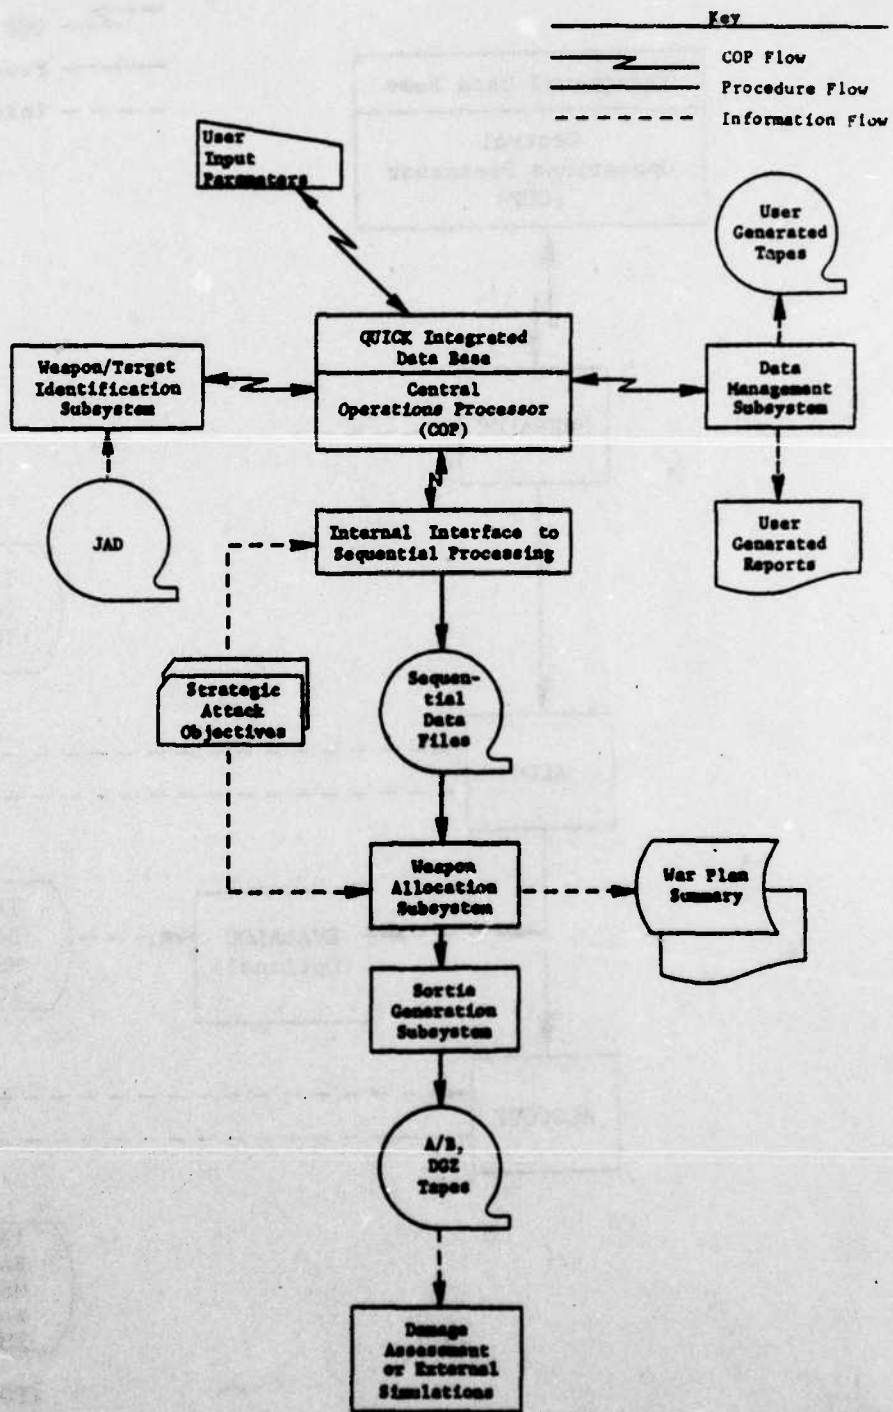 Key
COP Flow
Procedure Flow
Information Flow
User
Input
Parameters
User
Generated
Tapes
QUICK Integrated
Data Base
Central
Operations Processor
(COP)
Weapon/Target
Identification
Subsystem
Data
Management
Subsystem
JAD
Internal Interface to
Sequential Processing
User
Generated
Reports
Strategic
Attack
Objectives
Sequen-
tial
Data
Files
Weapon
Allocation
Subsystem
War Plan
Summary
Sortie
Generation
Subsystem
A/B,
DGZ
Tapes
Damage
Assessment
or External
Simulations